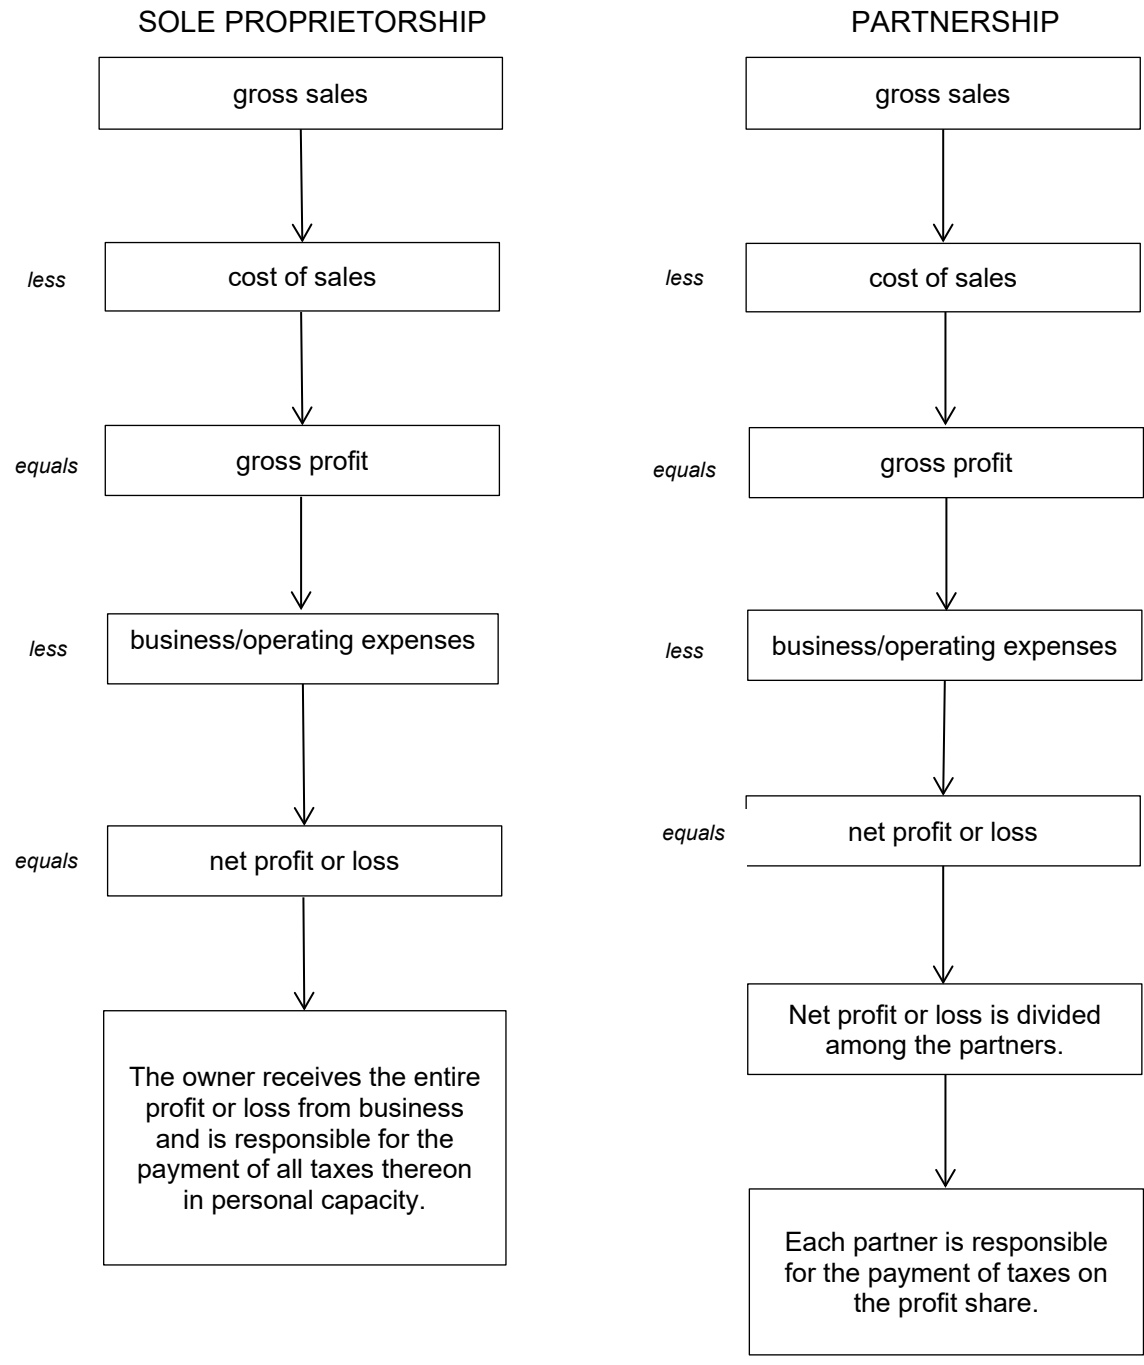 SOLE PROPRIETORSHIP
gross sales
less
cost of sales
equals
gross profit
less
business/operating expenses
equals
net profit or loss
The owner receives the entire
profit or loss from business
and is responsible for the
payment of all taxes thereon
in personal capacity.
PARTNERSHIP
gross sales
less
cost of sales
equals
gross profit
less
business/operating expenses
equals
net profit or loss
Net profit or loss is divided
among the partners.
Each partner is responsible
for the payment of taxes on
the profit share.